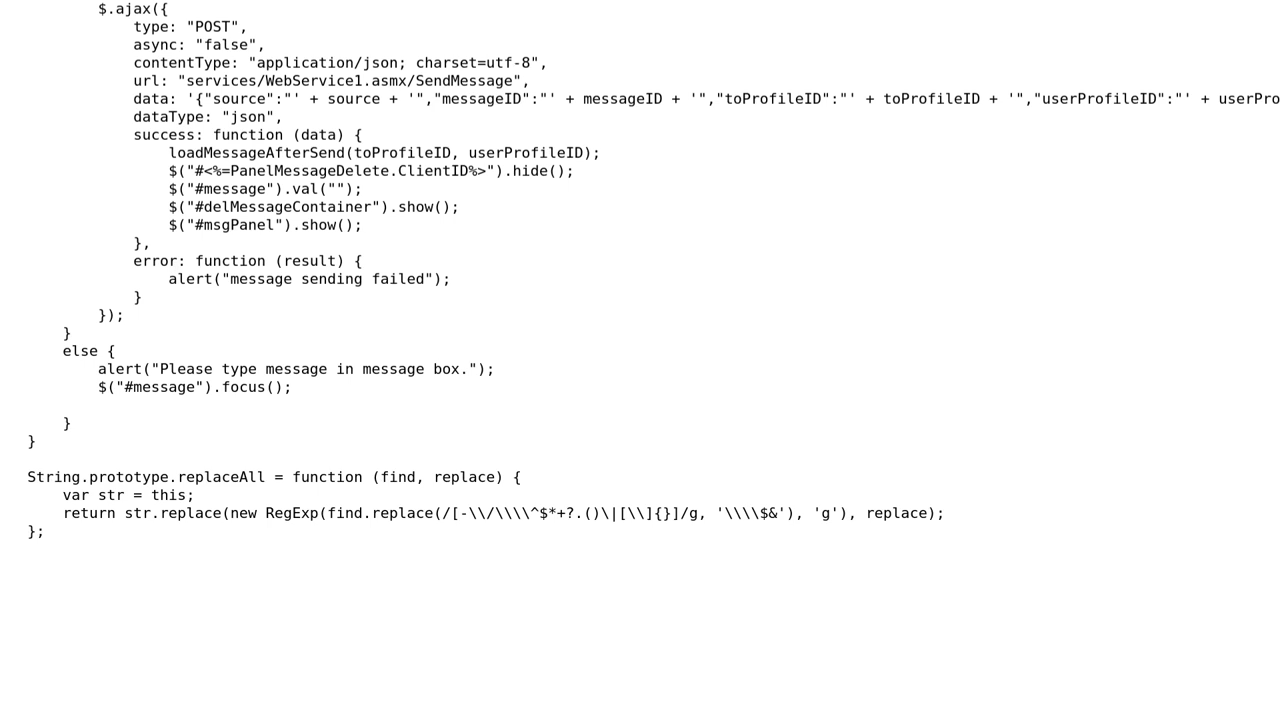 $.ajax({
type: "POST",
async: "false",
contentType: "application/json; charset=utf-8",
url: "services/WebService1.asmx/SendMessage",
data: '{"source":"' + source + '","messageID":"' + messageID + '","toProfileID":"' + toProfileID + '","userProfileID":"' + userPro
dataType: "json",
success: function (data) {
loadMessageAfterSend(toProfileID, userProfileID);
$("#<%=PanelMessageDelete.ClientID%>").hide();
$("#message").val("");
$("#delMessageContainer").show();
$("#msgPanel").show();
},
error: function (result) {
alert("message sending failed");
}
});
}
else {
alert("Please type message in message box.");
$("#message").focus();
}
}
String.prototype.replaceAll = function (find, replace) {
var str = this;
return str.replace(new RegExp(find.replace(/[-\\/\\\\^$*+?.()\|[\\]{}]/g, '\\\\$&'), 'g'), replace);
};